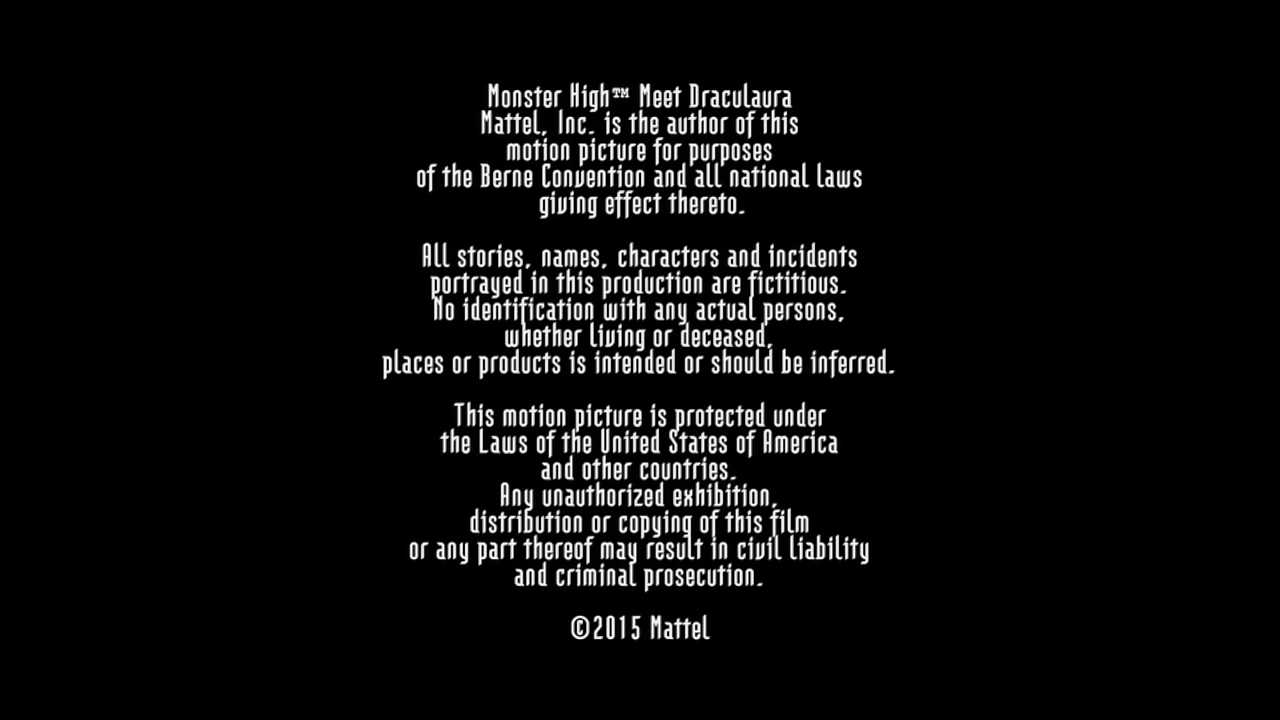 Monster High™ Meet Draculaura
Mattel, Inc. is the author of this
motion picture for purposes
of the Berne Convention and all national laws
giving effect thereto.
All stories, names, characters and incidents
portrayed in this production are fictitious.
No identification with any actual persons,
whether living or deceased,
places or products is intended or should be inferred.
This motion picture is protected under
the Laws of the United States of America
and other countries.
Any unauthorized exhibition,
distribution or copying of this film
or any part thereof may result in civil liability
and criminal prosecution.
©2015 Mattel